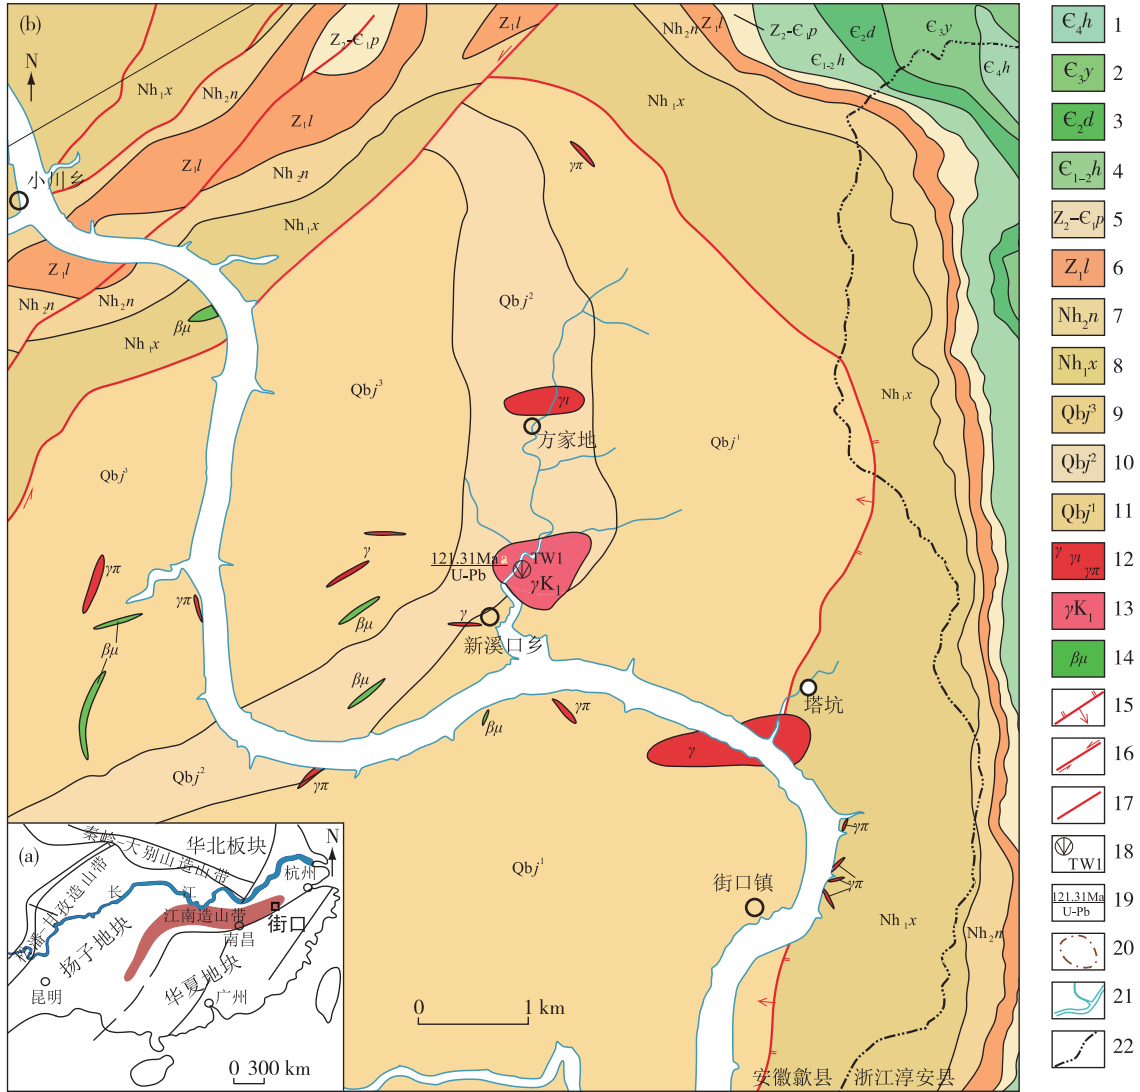 (b)
N
小川乡
Nh₁x
Nh₂n
Z₁l
Z₂-Є₁p
Z₁l
Z₁l
Z₁l
Nh₂n
Nh₁x
Nh₂n
Z₁l
Z₂-Є₁p
Є₁₋₂h
Є₂d
Є₃y
Є₄h
Nh₁x
Z₁l
Nh₂n
Nh₂n
Nh₁x
βμ
γπ
Qbj²
Qbj³
Qbj³
γι
方家地
Qbj¹
Nh₁x
121.31Ma
U-Pb
TW1
γK₁
γ
γπ
γπ
βμ
βμ
βμ
βμ
γ
新溪口乡
βμ
γπ
塔坑
γ
Qbj²
γπ
Qbj¹
街口镇
γπ
γπ
Nh₁x
Nh₂n
0 1 km
安徽歙县
浙江淳安县
(a)
N
秦岭-大别山造山带
华北板块
松潘-甘孜造山带
长江
杭州
江南造山带
街口
南昌
扬子地块
华夏地块
昆明
广州
0 300 km
Є₄h 1
Є₃y 2
Є₂d 3
Є₁₋₂h 4
Z₂-Є₁p 5
Z₁l 6
Nh₂n 7
Nh₁x 8
Qbj³ 9
Qbj² 10
Qbj¹ 11
γ γι γπ 12
γK₁ 13
βμ 14
15
16
17
TW1 18
121.31Ma
U-Pb 19
20
21
22